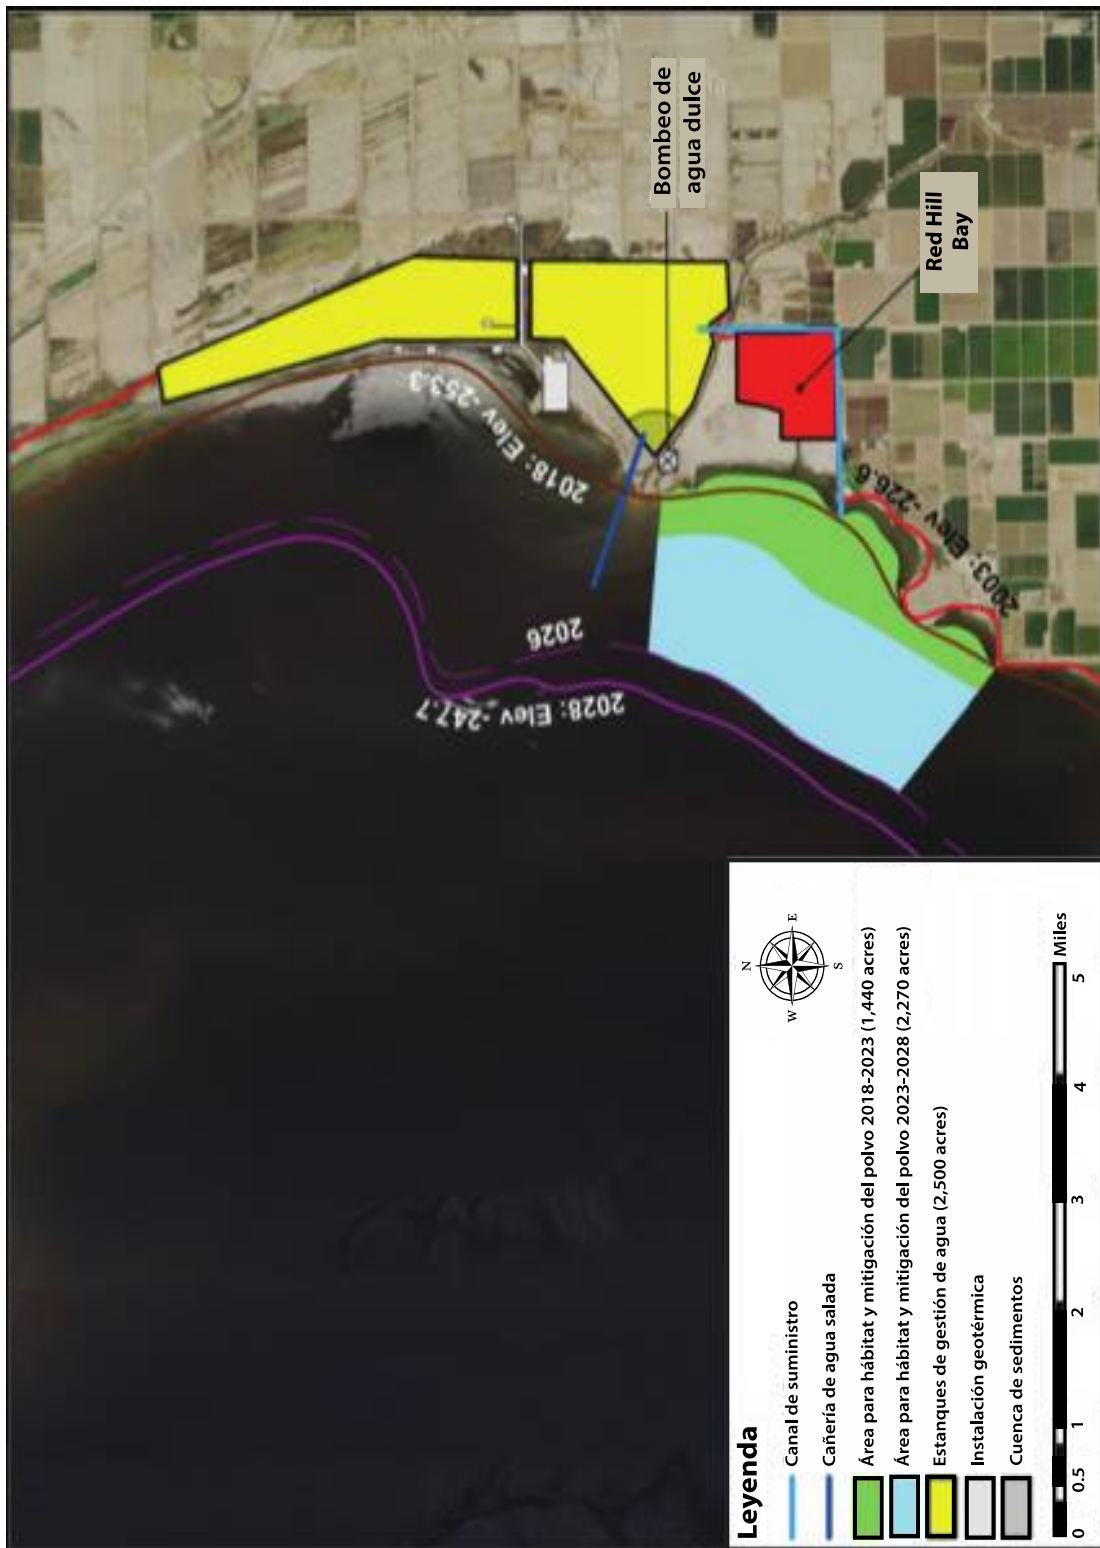 Bombeo de
agua dulce
Red Hill
Bay
2018: Elev -253.3
2003: Elev -226.6
2026
2028: Elev -247.7
Leyenda
Canal de suministro
Cañería de agua salada
Área para hábitat y mitigación del polvo 2018-2023 (1,440 acres)
Área para hábitat y mitigación del polvo 2023-2028 (2,270 acres)
Estanques de gestión de agua (2,500 acres)
Instalación geotérmica
Cuenca de sedimentos
N
W
E
S
0 0.5 1 2 3 4 5
Miles